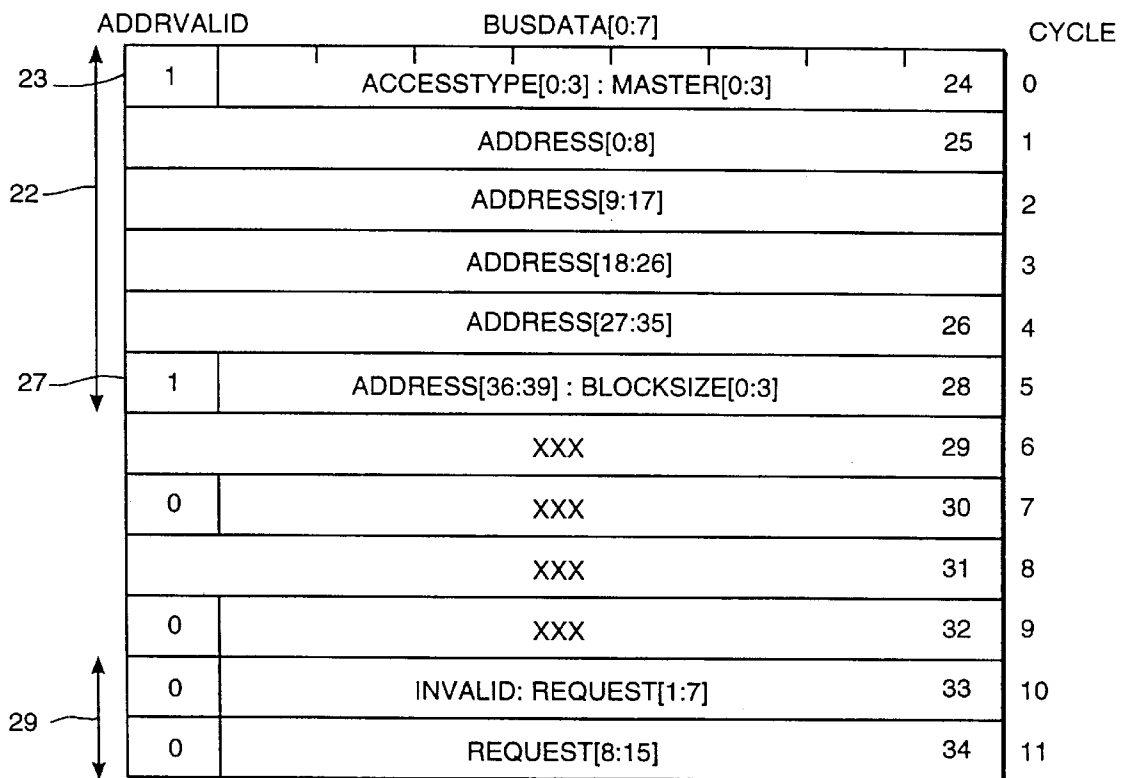 ADDRVALID BUSDATA[0:7] CYCLE
23 1 ACCESSTYPE[0:3] : MASTER[0:3] 24 0
ADDRESS[0:8] 25 1
22 ADDRESS[9:17] 2
ADDRESS[18:26] 3
ADDRESS[27:35] 26 4
27 1 ADDRESS[36:39] : BLOCKSIZE[0:3] 28 5
XXX 29 6
0 XXX 30 7
XXX 31 8
0 XXX 32 9
0 INVALID: REQUEST[1:7] 33 10
29
0 REQUEST[8:15] 34 11